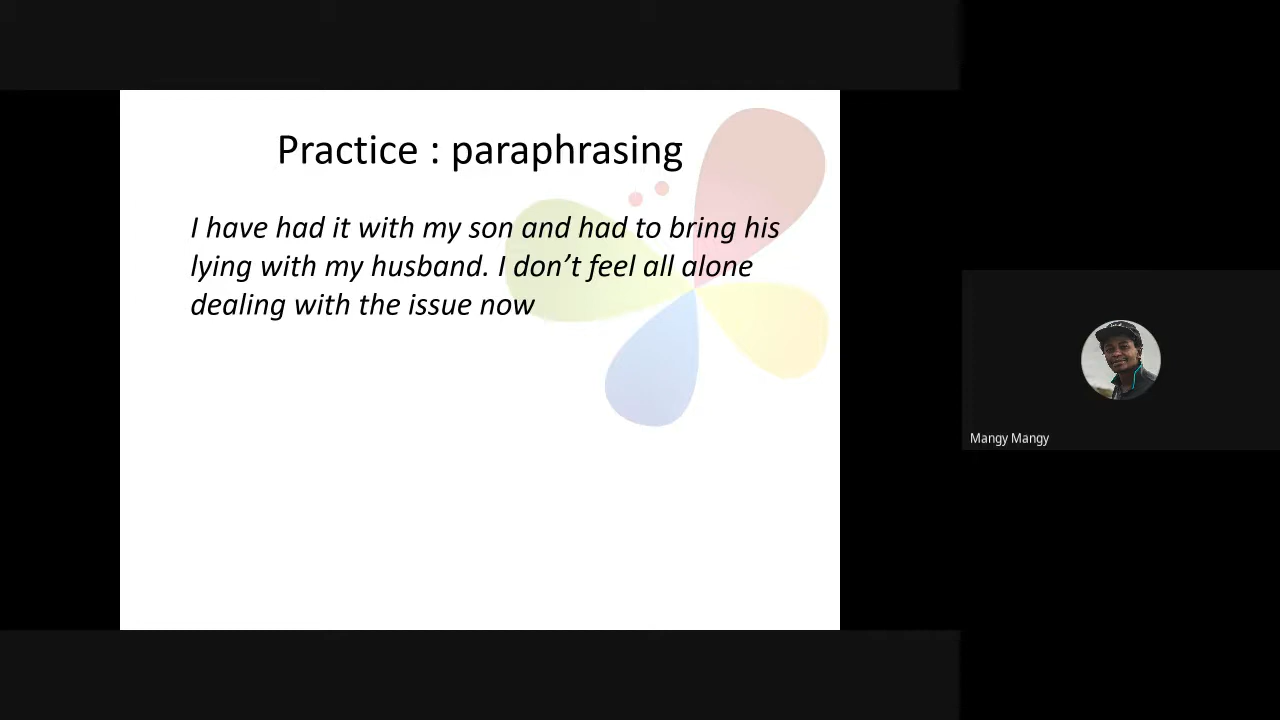 Practice : paraphrasing
I have had it with my son and had to bring his
lying with my husband. I don’t feel all alone
dealing with the issue now
Mangy Mangy